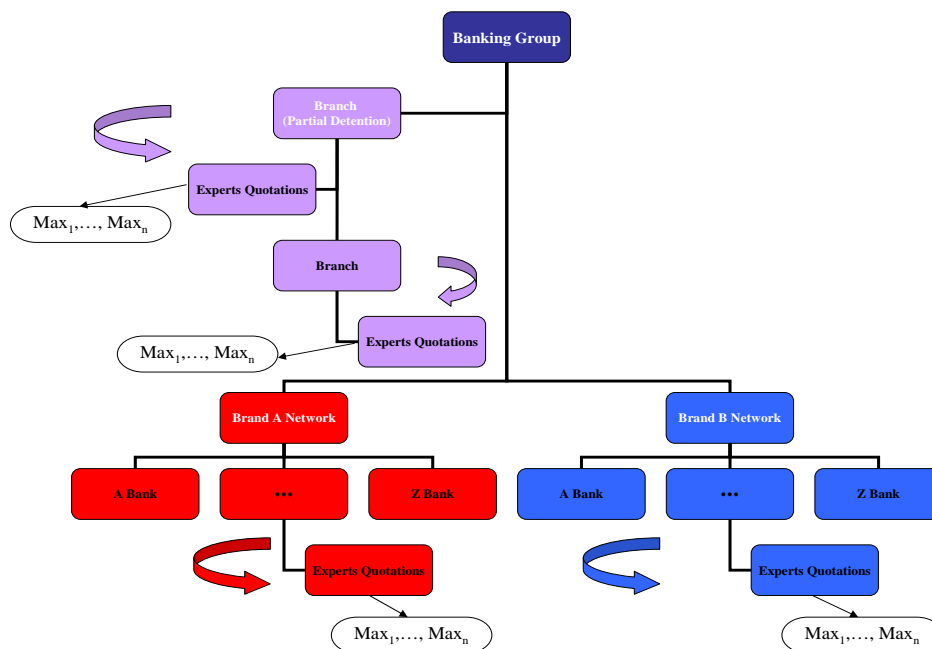 Banking Group
Branch
(Partial Detention)
Experts Quotations
Max₁,…, Maxₙ
Branch
Experts Quotations
Max₁,…, Maxₙ
Brand A Network
Brand B Network
A Bank
…
Z Bank
A Bank
…
Z Bank
Experts Quotations
Experts Quotations
Max₁,…, Maxₙ
Max₁,…, Maxₙ